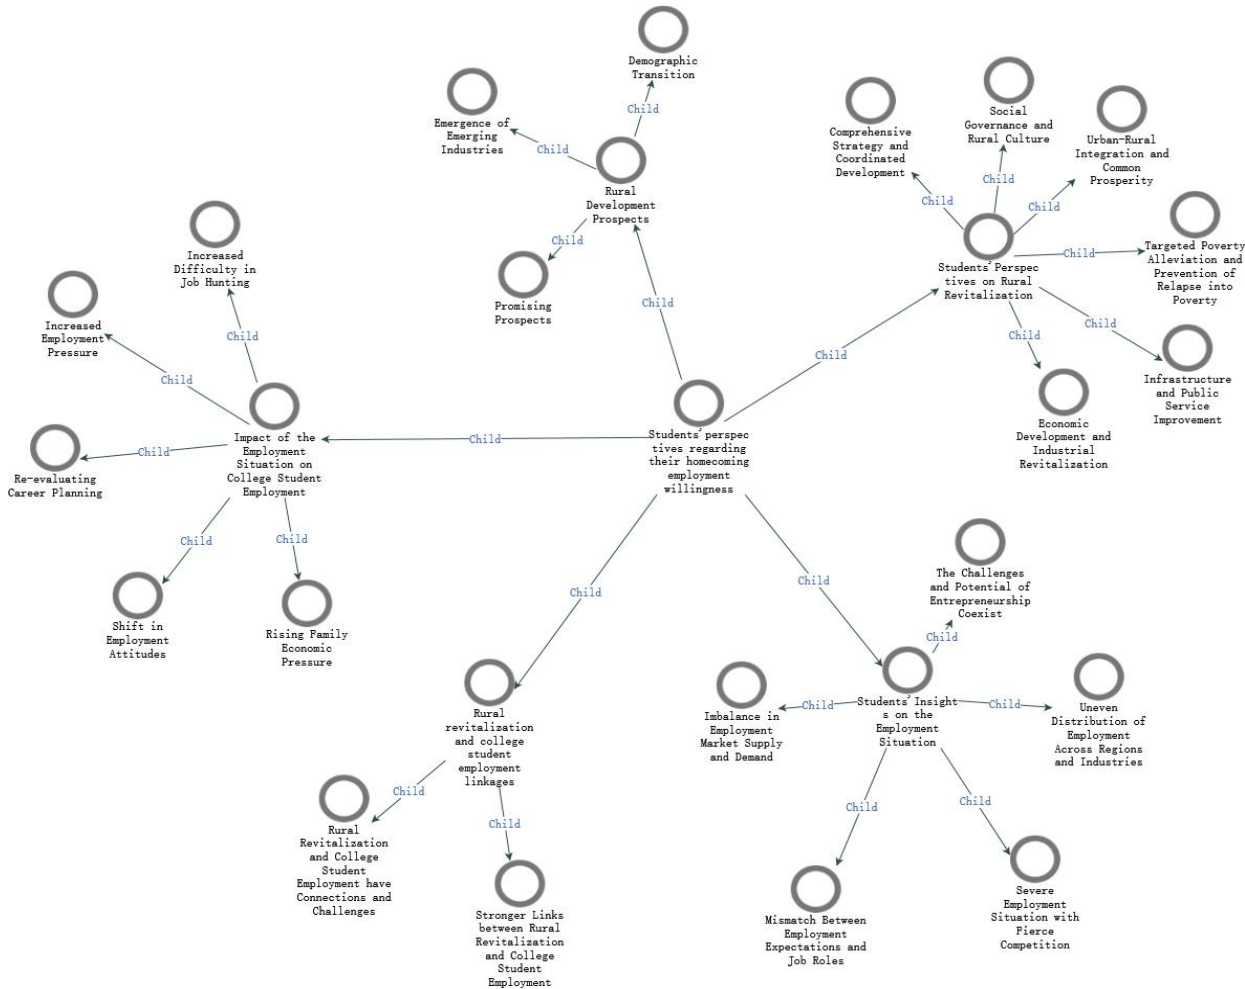 Demographic
Transition
Child
Emergence of
Emerging
Industries
Child
Rural
Development
Prospects
Child
Promising
Prospects
Child
Comprehensive
Strategy and
Coordinated
Development
Child
Social
Governance and
Rural Culture
Child
Urban-Rural
Integration and
Common
Prosperity
Child
Students'Perspec
tives on Rural
Revitalization
Child
Targeted Poverty
Alleviation and
Prevention of
Relapse into
Poverty
Child
Infrastructure
and Public
Service
Improvement
Child
Economic
Development and
Industrial
Revitalization
Child
Increased
Difficulty in
Job Hunting
Child
Increased
Employment
Pressure
Child
Impact of the
Employment
Situation on
College Student
Employment
Child
Re-evaluating
Career Planning
Child
Shift in
Employment
Attitudes
Child
Rising Family
Economic
Pressure
Child
Students'perspec
tives regarding
their homecoming
employment
willingness
Child
Child
Rural
revitalization
and college
student
employment
linkages
Child
Rural
Revitalization
and College
Student
Employment have
Connections and
Challenges
Child
Stronger Links
between Rural
Revitalization
and College
Student
Employment
Child
The Challenges
and Potential of
Entrepreneurship
Coexist
Child
Students'Insight
s on the
Employment
Situation
Child
Imbalance in
Employment
Market Supply
and Demand
Child
Uneven
Distribution of
Employment
Across Regions
and Industries
Child
Mismatch Between
Employment
Expectations and
Job Roles
Child
Severe
Employment
Situation with
Fierce
Competition